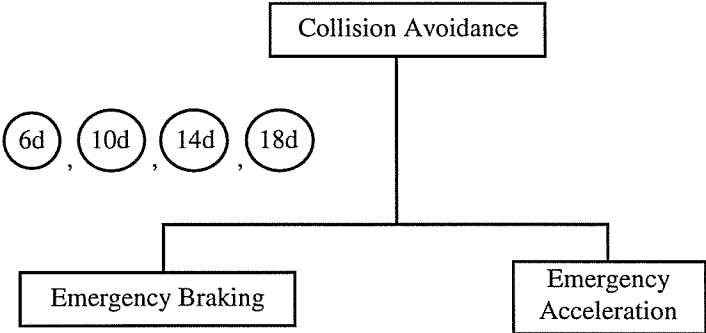 Collision Avoidance
6d , 10d , 14d , 18d
Emergency Braking
Emergency
Acceleration